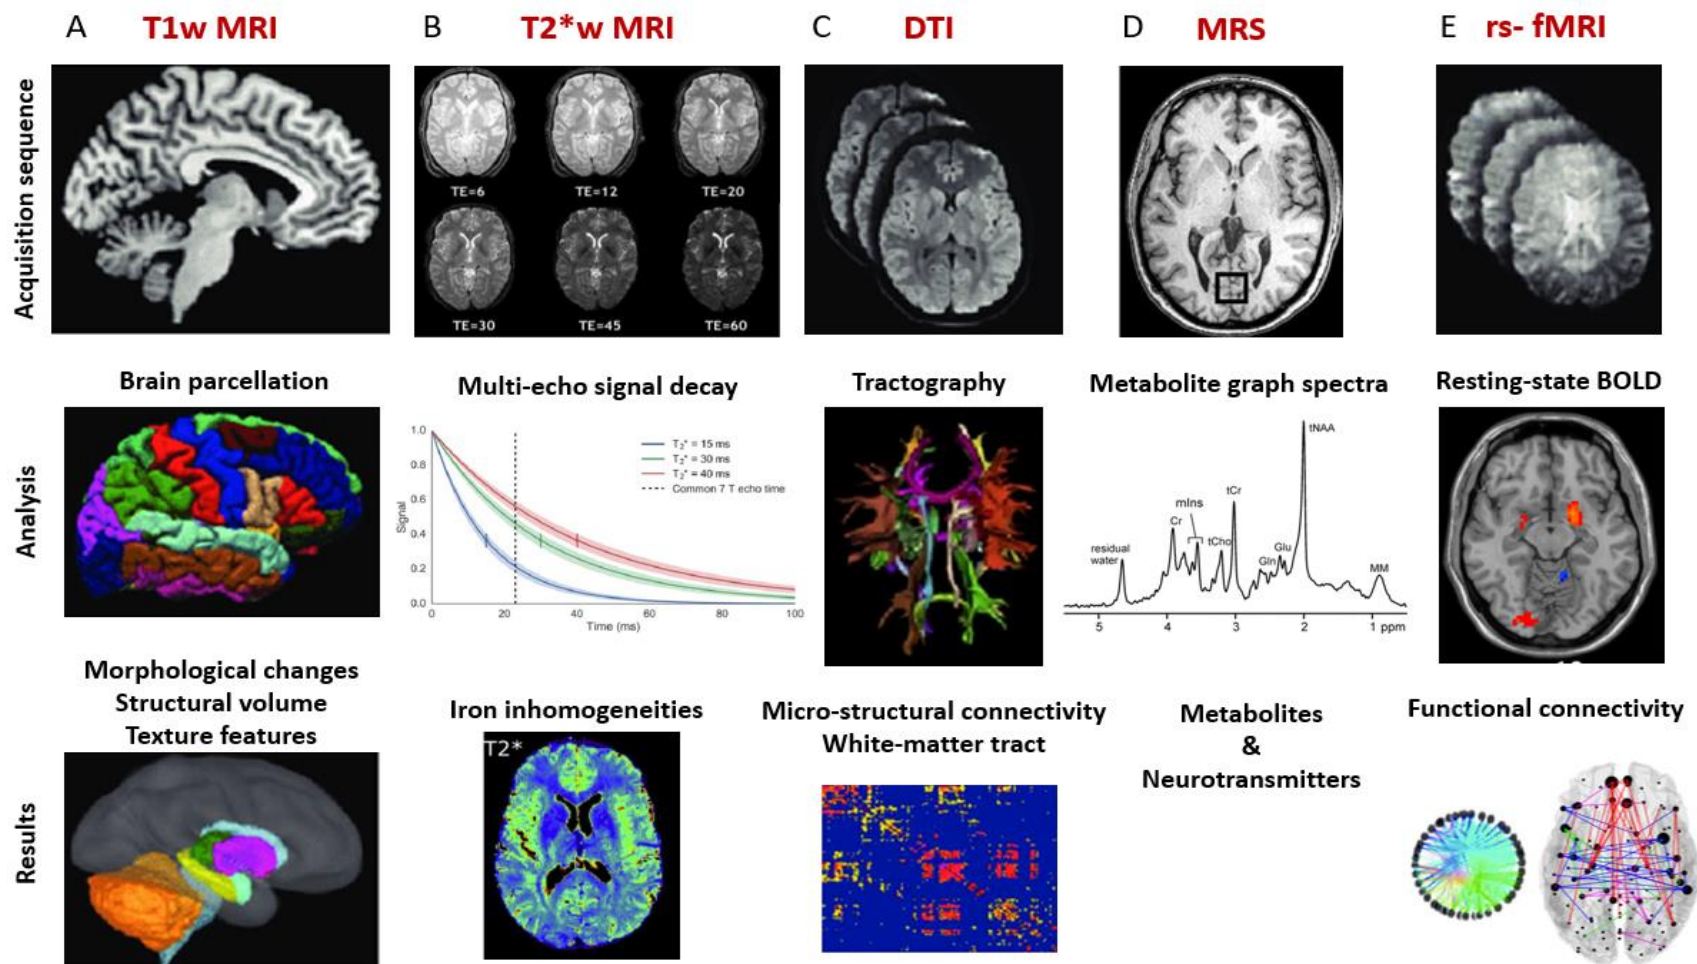 A T1w MRI
B T2*w MRI
C DTI
D MRS
E rs- fMRI
Acquisition sequence
TE=6
TE=12
TE=20
TE=30
TE=45
TE=60
Analysis
Brain parcellation
Multi-echo signal decay
1.0
0.8
0.6
0.4
0.2
0.0
Signal
T2* = 15 ms
T2* = 30 ms
T2* = 40 ms
Common 7 T echo time
0
20
40
60
80
100
Time (ms)
Tractography
Metabolite graph spectra
residual
water
Cr
mIns
tCho
tCr
Gln
Glu
tNAA
MM
5
4
3
2
1 ppm
Resting-state BOLD
Results
Morphological changes
Structural volume
Texture features
Iron inhomogeneities
T2*
Micro-structural connectivity
White-matter tract
Metabolites
&
Neurotransmitters
Functional connectivity